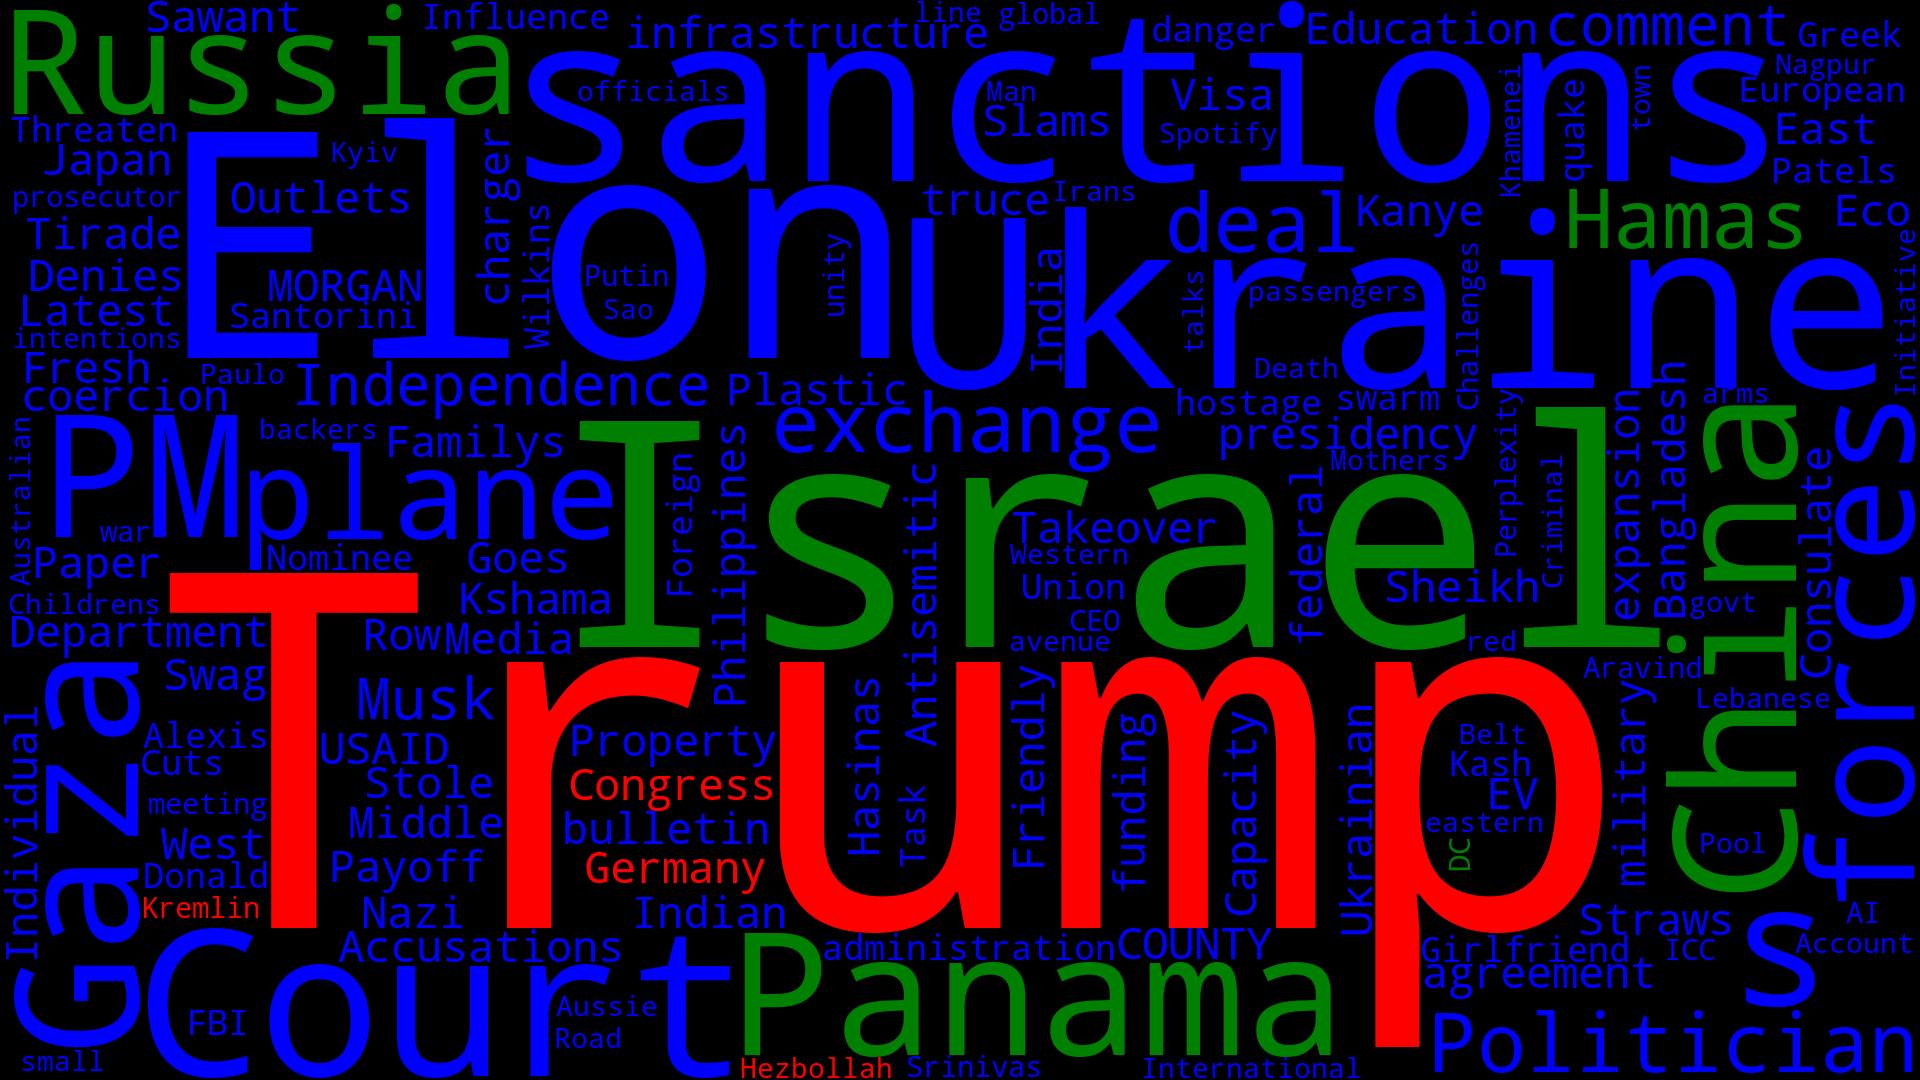 Sawant
Influence
line global
infrastructure
danger
Education
comment
Greek
Russia
sanctions
officials
Man
Slams
Visa
Spotify
Khamenei
quake
town
Nagpur
European
East
Patels
Threaten
Japan
Kyiv
prosecutor
Outlets
charger
Elon
truce
Irans
deal
Kanye
Hamas
Eco
Tirade
Denies
MORGAN
Latest
Santorini
intentions
Wilkins
Putin
Sao
unity
Ukraine
India
talks
passengers
Challenges
Initiative
Fresh
Paulo
coercion
Independence
Plastic
Death
exchange
hostage
swarm
arms
presidency
Mothers
Perplexity
Criminal
expansion
Bangladesh
China
forces
consulate
Australian
PM
backers
Familys
plane
war
Paper
Nominee
Goes
Israel
Foreign
Philippines
Antisemitic
Takeover
Western
Union
CEO
avenue
federal
Sheikh
red
govt
Childrens
Kshama
Department
Row
Media
Aravind
Lebanese
Gaza
Swag
Musk
Trump
Individual
Alexis
USAID
Cuts
Property
Stole
Congress
meeting
Middle
bulletin
West
Payoff
Germany
Donald
Kremlin
Nazi
Indian
Hasinas
Task
Friendly
funding
Capacity
Ukrainian
Belt
Kash
EV
eastern
DC
military
Pool
Straws
s
AI
Account
Accusations
administration
COUNTY
Girlfriend
ICC
agreement
Court
FBI
Aussie
Road
Panama
Politician
small
Hezbollah
Srinivas
International